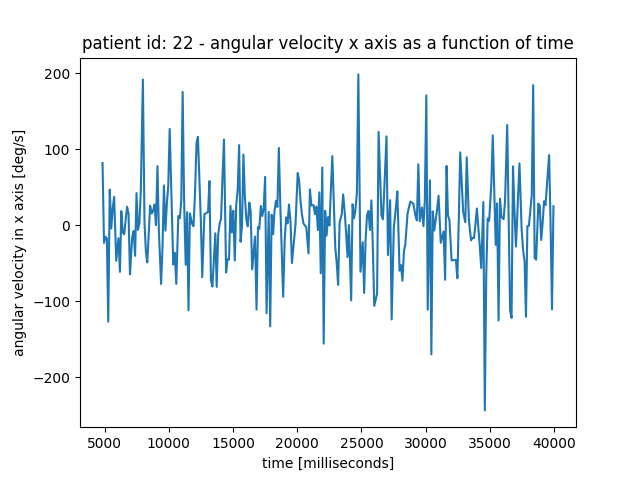 patient id: 22 - angular velocity x axis as a function of time
angular velocity in x axis [deg/s]
200
100
0
−100
−200
5000 10000 15000 20000 25000 30000 35000 40000
time [milliseconds]